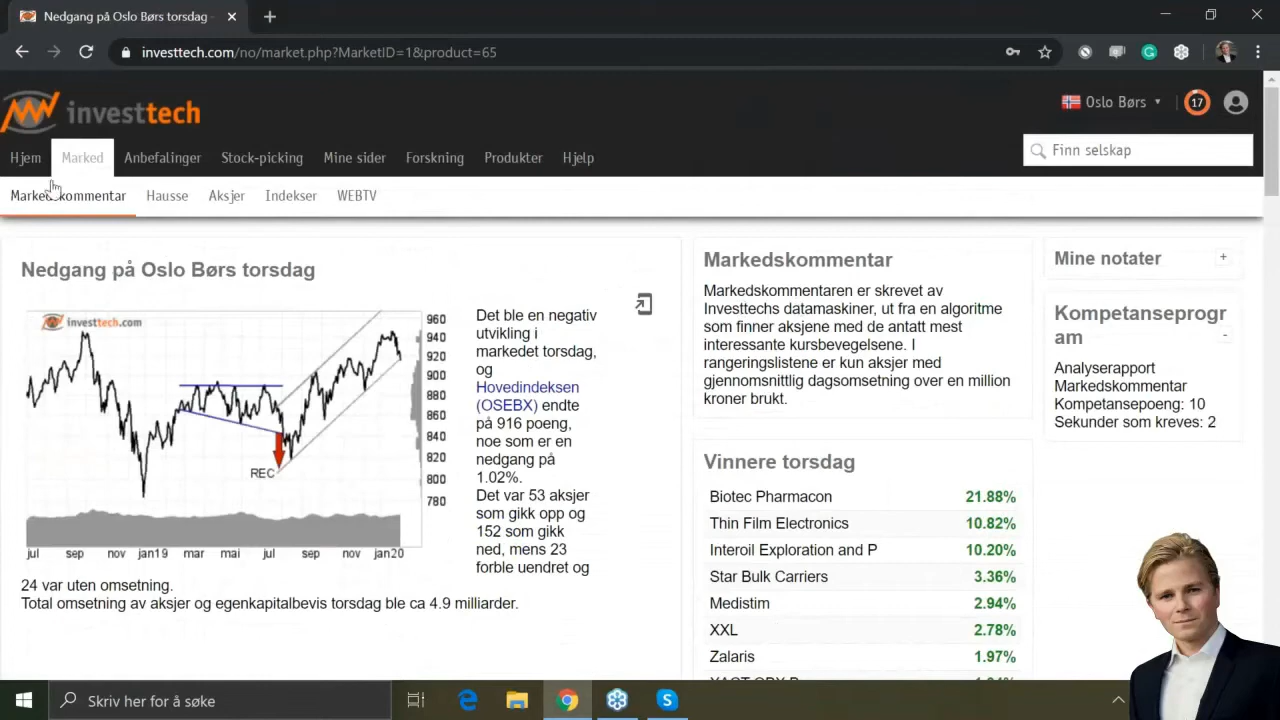 Nedgang på Oslo Børs torsdag
investtech.com/no/market.php?MarketID=1&product=65
investtech
Oslo Børs
17
Hjem Marked Anbefalinger Stock-picking Mine sider Forskning Produkter Hjelp
Finn selskap
Markedskommentar Hausse Aksjer Indekser WEBTV
Nedgang på Oslo Børs torsdag
investtech.com
960
940
920
900
880
860
840
820
800
780
REC
jul sep nov jan19 mar mai jul sep nov jan20
Det ble en negativ
utvikling i
markedet torsdag,
og
Hovedindeksen
(OSEBX) endte
på 916 poeng,
noe som er en
nedgang på
1.02%.
Det var 53 aksjer
som gikk opp og
152 som gikk
ned, mens 23
forble uendret og
24 var uten omsetning.
Total omsetning av aksjer og egenkapitalbevis torsdag ble ca 4.9 milliarder.
Markedskommentar
Markedskommentaren er skrevet av
Investtechs datamaskiner, ut fra en algoritme
som finner aksjene med de antatt mest
interessante kursbevegelsene. I
rangeringslistene er kun aksjer med
gjennomsnittlig dagsomsetning over en million
kroner brukt.
Vinnere torsdag
Biotec Pharmacon 21.88%
Thin Film Electronics 10.82%
Interoil Exploration and P 10.20%
Star Bulk Carriers 3.36%
Medistim 2.94%
XXL 2.78%
Zalaris 1.97%
Mine notater +
Kompetanseprogr
am -
Analyserapport
Markedskommentar
Kompetansepoeng: 10
Sekunder som kreves: 2
Skriv her for å søke